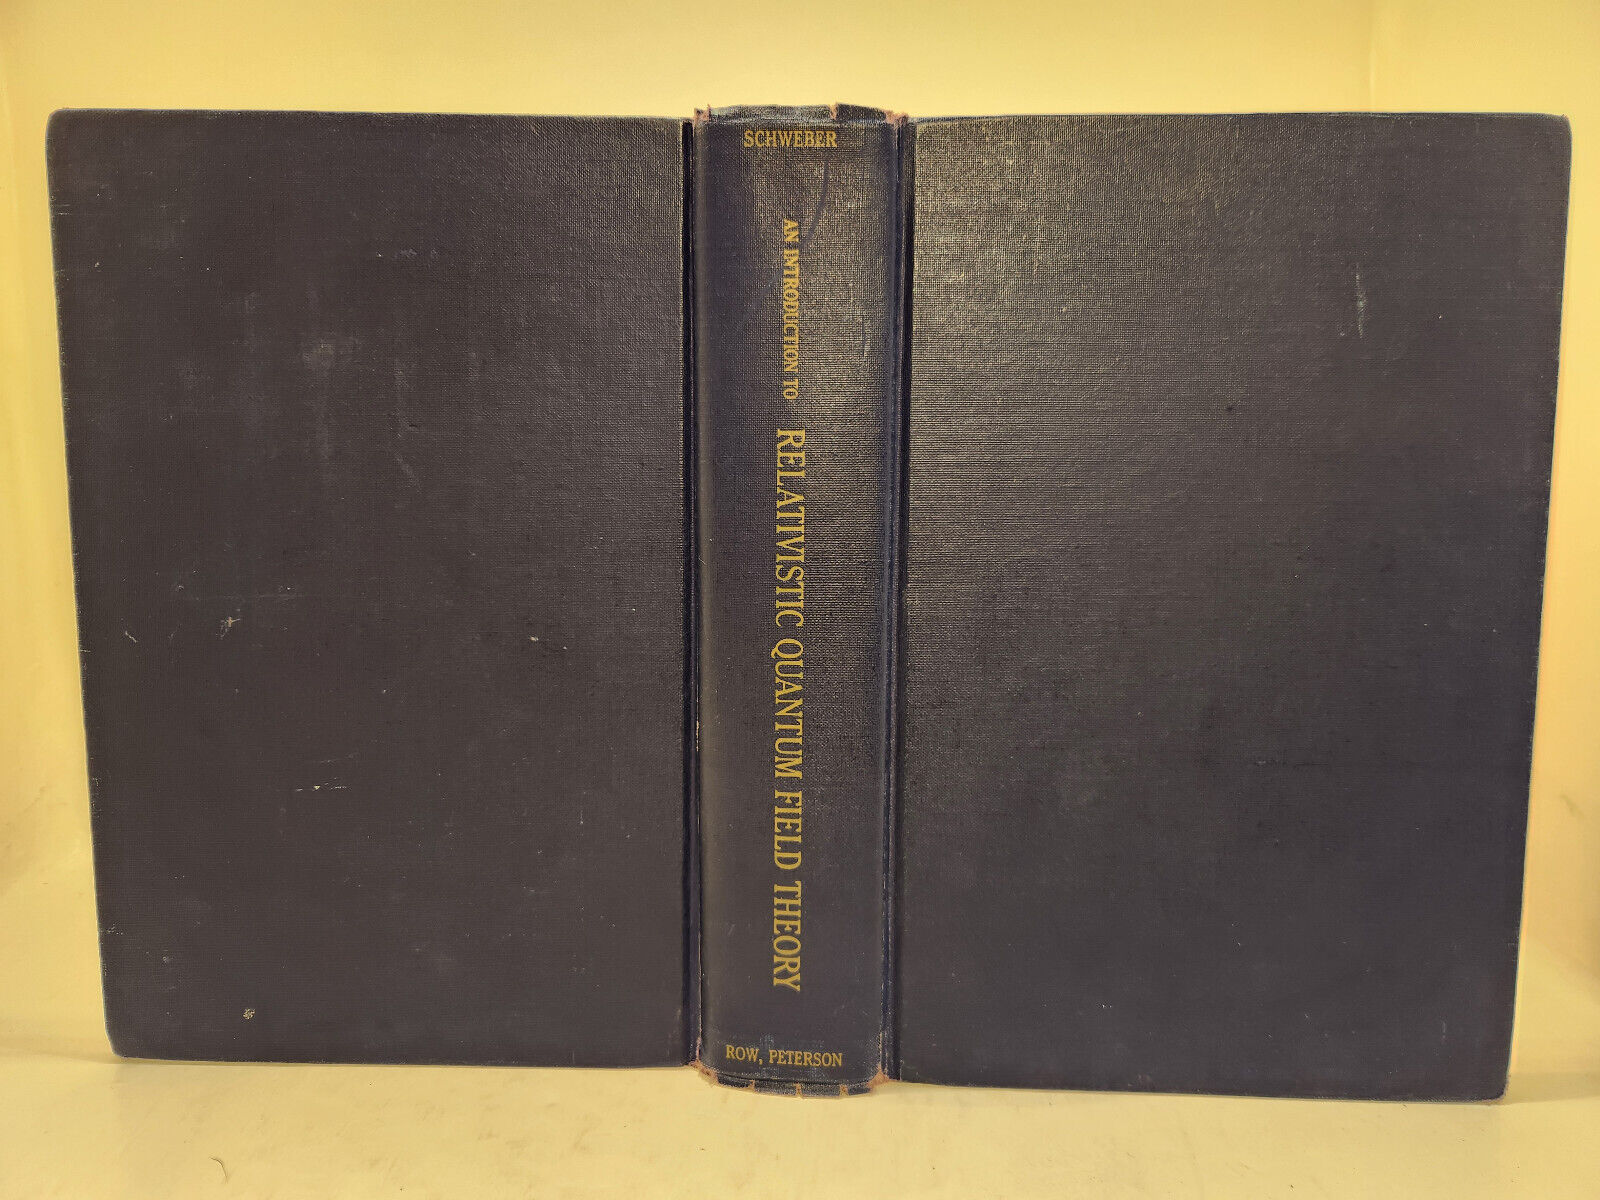 SCHWEBER
AN INTRODUCTION TO RELATIVISTIC QUANTUM FIELD THEORY
ROW, PETERSON